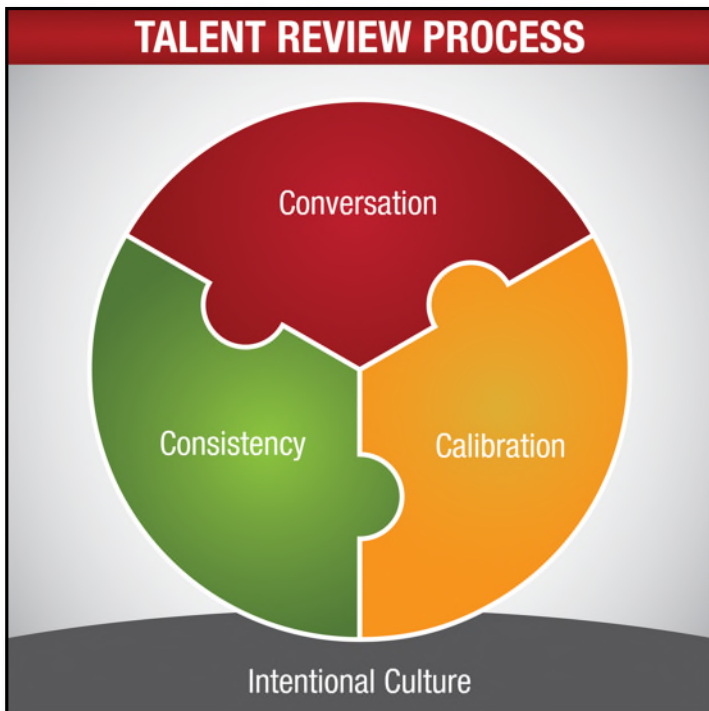 TALENT REVIEW PROCESS
Conversation
Consistency
Calibration
Intentional Culture